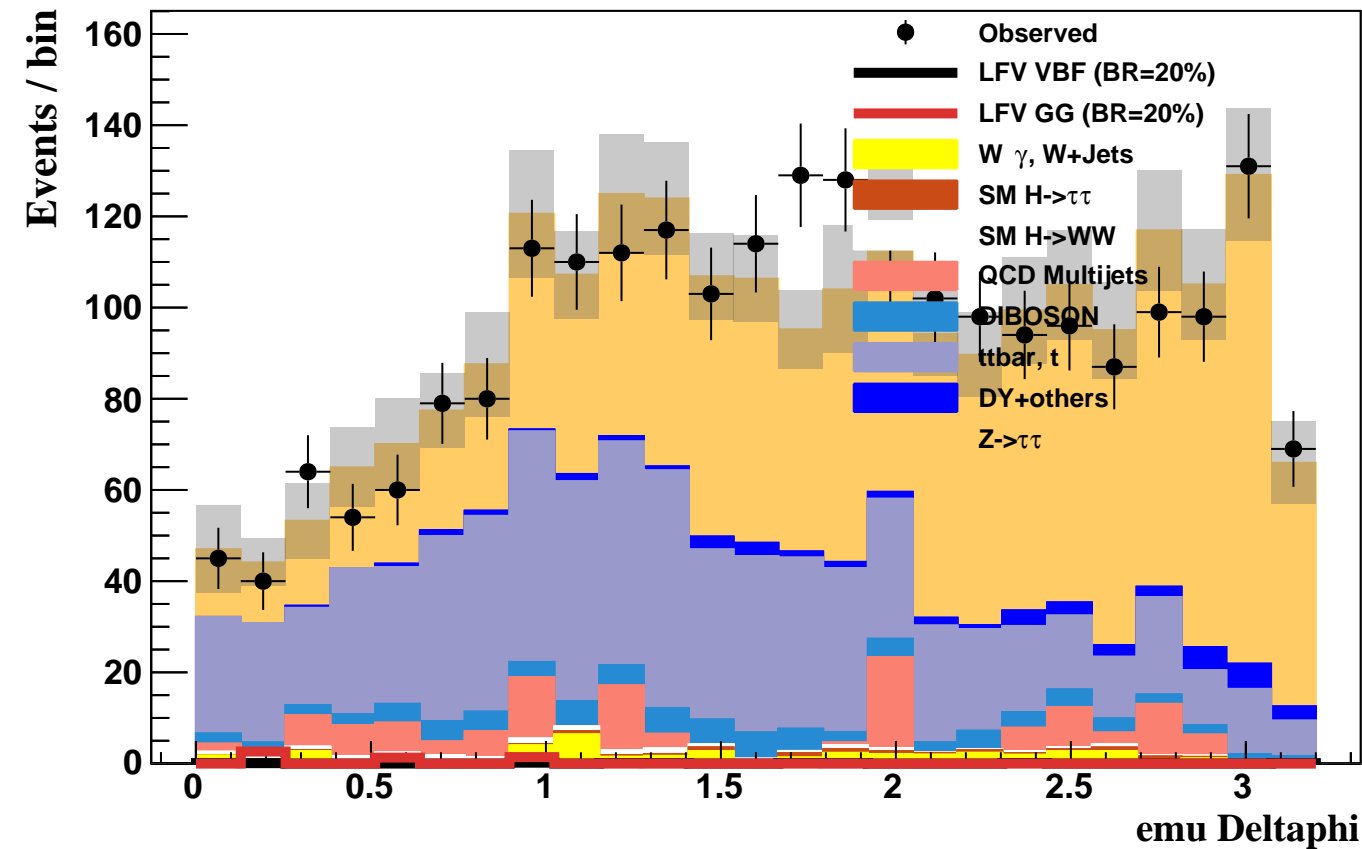 Events / bin
160
140
120
100
80
60
40
20
0
Observed
LFV VBF (BR=20%)
LFV GG (BR=20%)
W γ, W+Jets
SM H->ττ
SM H->WW
QCD Multijets
DIBOSON
ttbar, t
DY+others
Z->ττ
0 0.5 1 1.5 2 2.5 3
emu Deltaphi